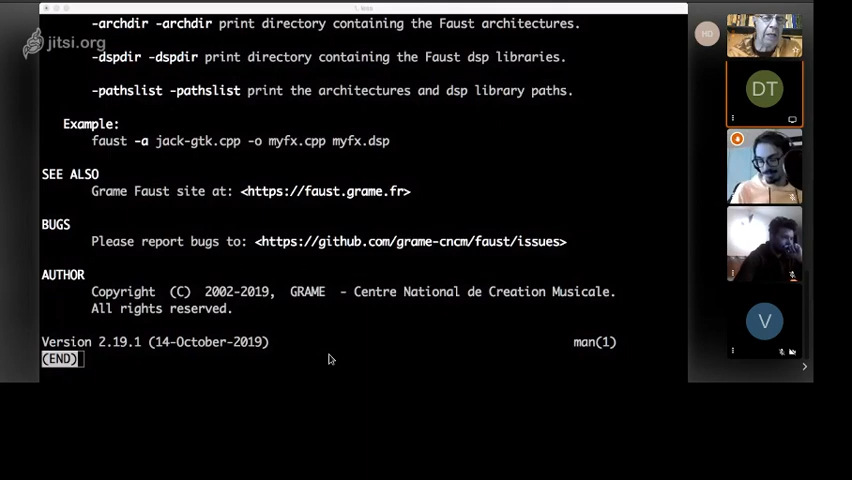 1. less
-archdir -archdir print directory containing the Faust architectures.
jitsi.org
-dspdir -dspdir print directory containing the Faust dsp libraries.
-pathslist -pathslist print the architectures and dsp library paths.
Example:
faust -a jack-gtk.cpp -o myfx.cpp myfx.dsp
SEE ALSO
Grame Faust site at: <https://faust.grame.fr>
BUGS
Please report bugs to: <https://github.com/grame-cncm/faust/issues>
AUTHOR
Copyright (C) 2002-2019, GRAME - Centre National de Creation Musicale.
All rights reserved.
Version 2.19.1 (14-October-2019) man(1)
(END)
HD
DT
V